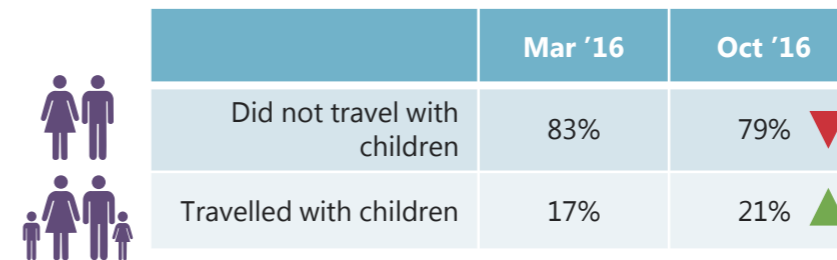 Mar ’16 Oct ’16
Did not travel with
children 83% 79%
Travelled with children 17% 21%